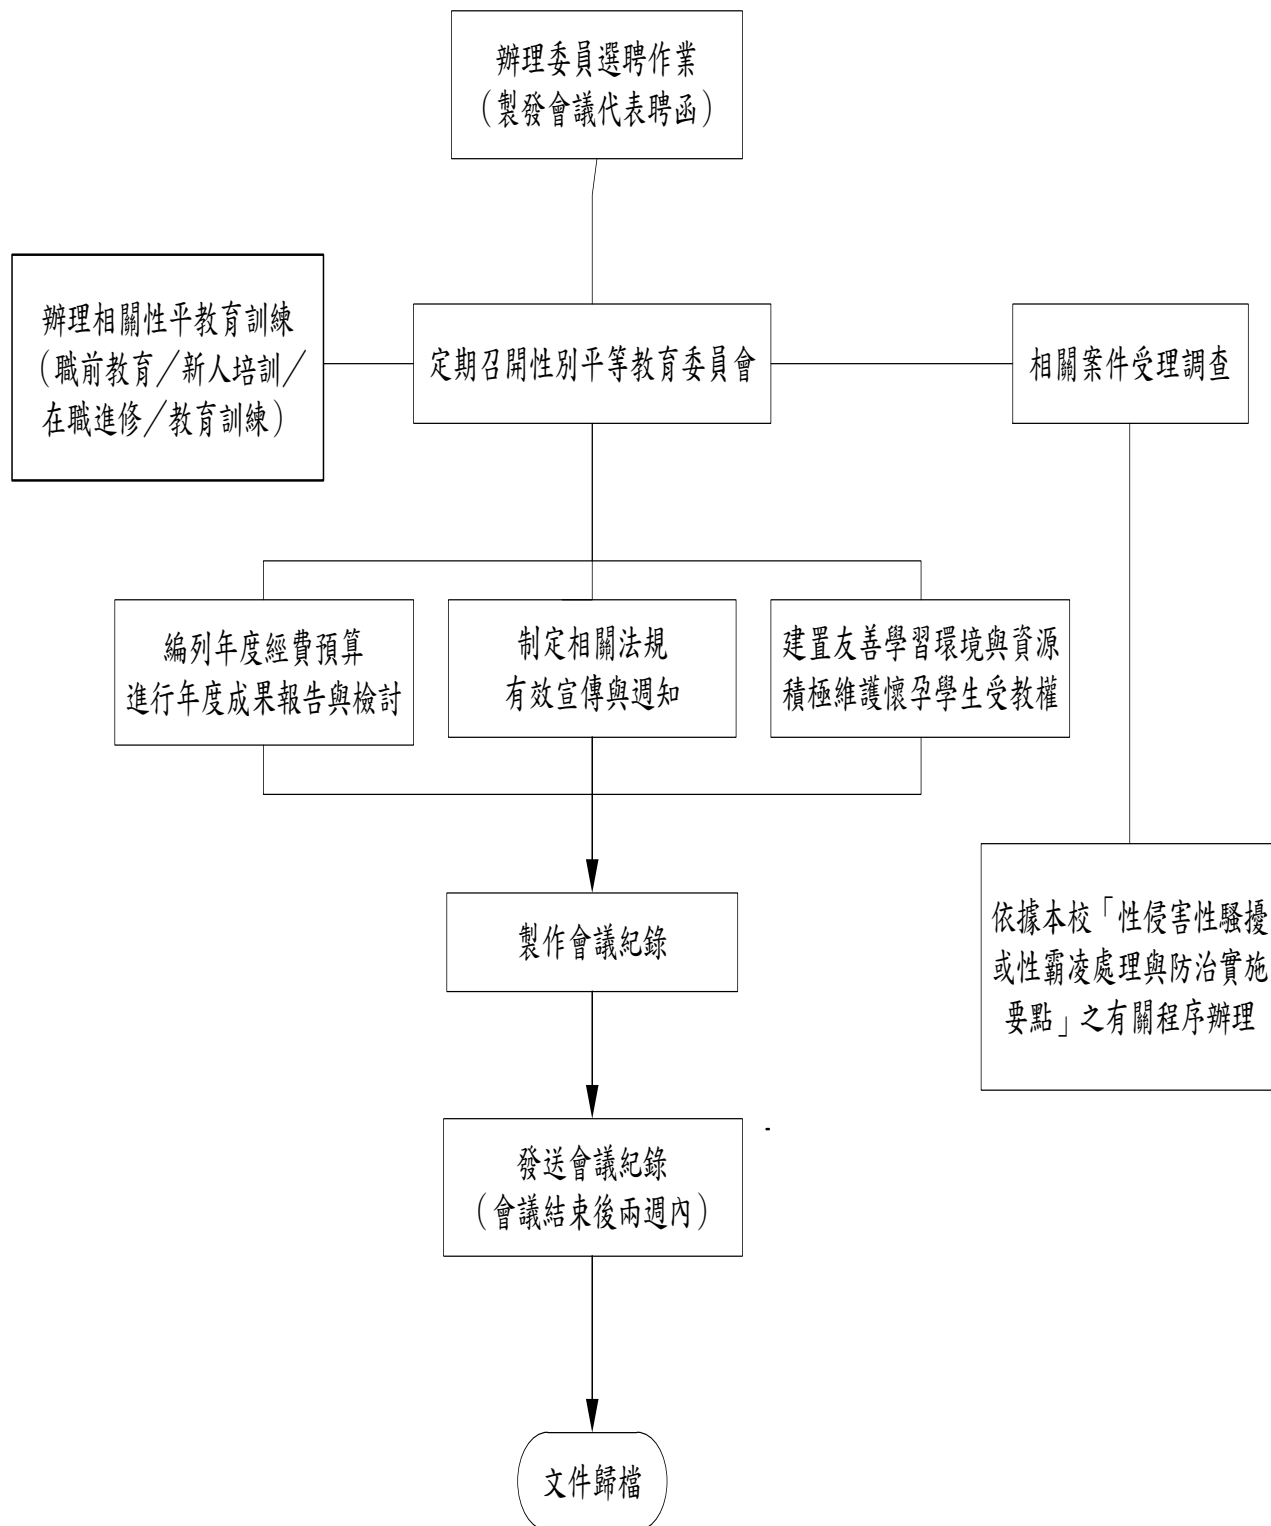 辦理委員選聘作業
（製發會議代表聘函）
辦理相關性平教育訓練
（職前教育／新人培訓／
在職進修／教育訓練）
定期召開性別平等教育委員會
相關案件受理調查
編列年度經費預算
進行年度成果報告與檢討
制定相關法規
有效宣傳與週知
建置友善學習環境與資源
積極維護懷孕學生受教權
製作會議紀錄
依據本校「性侵害性騷擾
或性霸凌處理與防治實施
要點」之有關程序辦理
發送會議紀錄
（會議結束後兩週內）
文件歸檔